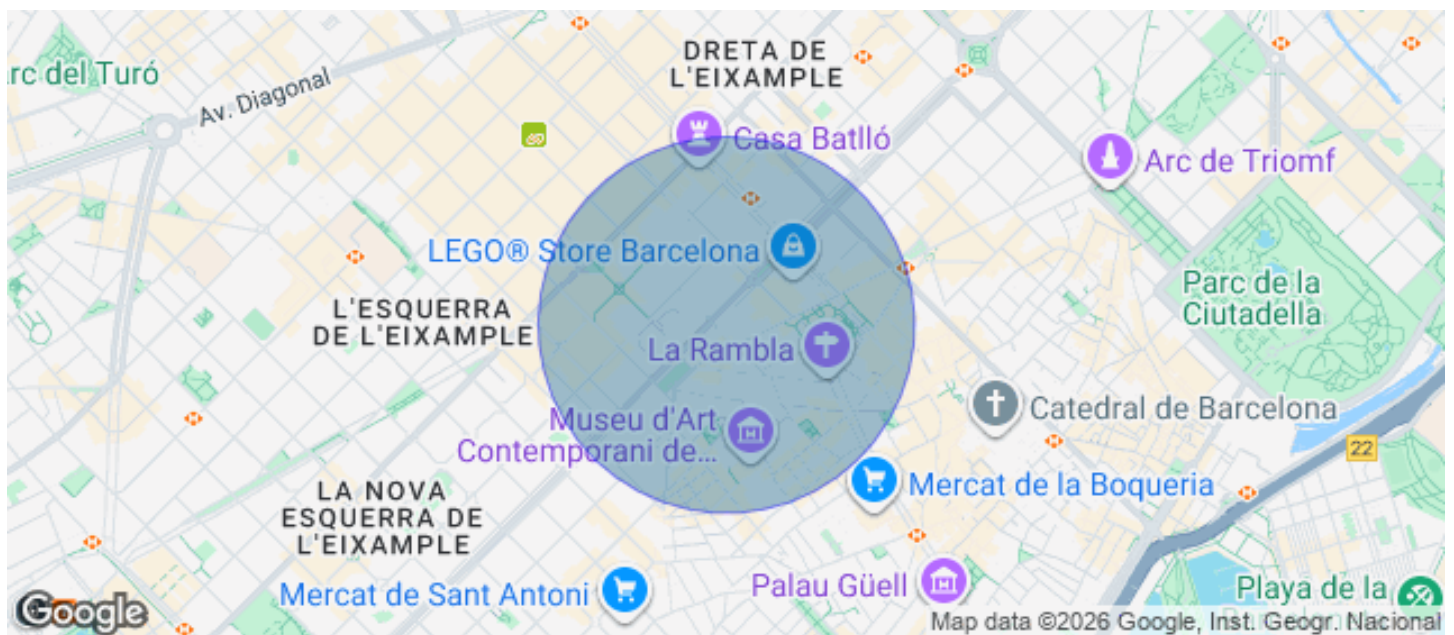 DRETA DE
L'EIXAMPLE
rc del Turó
Av. Diagonal
Casa Batlló
Arc de Triomf
LEGO® Store Barcelona
Parc de la
Ciutadella
L'ESQUERRA
DE L'EIXAMPLE
La Rambla
Museu d'Art
Contemporani de...
Catedral de Barcelona
22
Mercat de la Boqueria
LA NOVA
ESQUERRA DE
L'EIXAMPLE
Mercat de Sant Antoni
Palau Güell
Playa de la
Google
Map data ©2026 Google, Inst. Geogr. Nacional